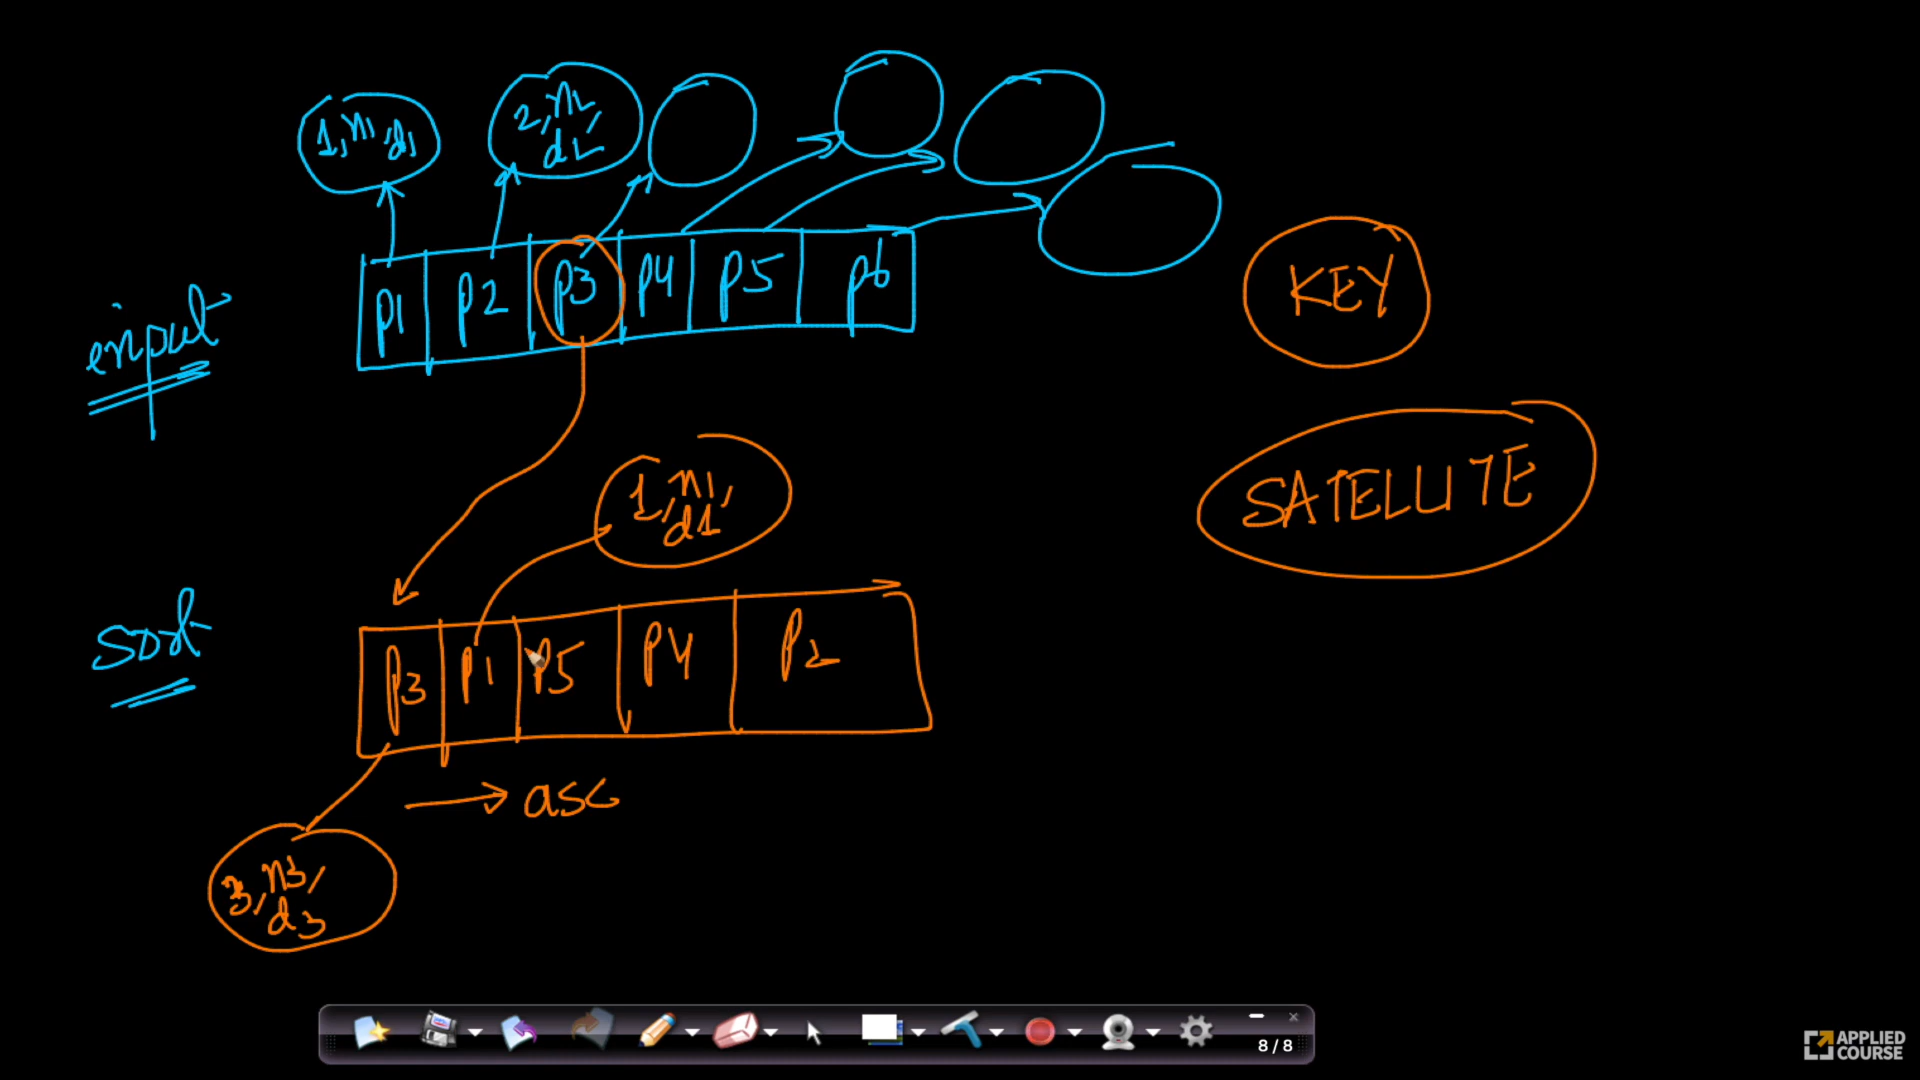 1, n1, d1
2, n2,
d2
p1 p2 p3 p4 p5 p6
input
KEY
SATELLITE
1, n1,
d1
sort
p3 p1 p5 p4 p2
asc
3, n3,
d3
8/8
APPLIED
COURSE